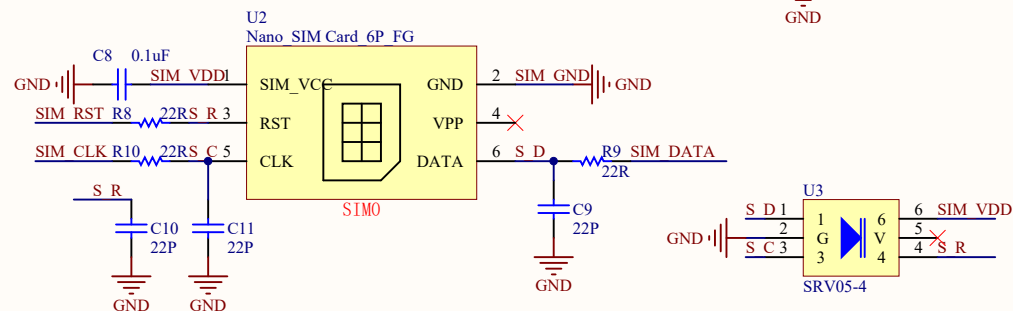 GND
U2
Nano_SIM Card_6P_FG
C8 0.1uF
GND SIM_VDD 1 SIM_VCC GND 2 SIM_GND GND
SIM_RST R8 22R S_R 3 RST VPP 4
SIM_CLK R10 22R S_C 5 CLK DATA 6 S_D R9 SIM_DATA
22R
SIM0
S_R
C10
22P
GND
C11
22P
GND
C9
22P
GND
U3
S_D 1 1 6 6 SIM_VDD
GND 2 G V 5
S_C 3 3 4 4 S_R
SRV05-4